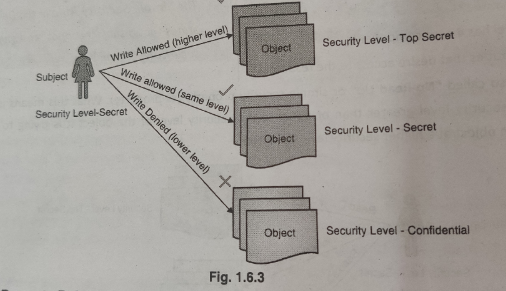 Write Allowed (higher level)
Object
Security Level - Top Secret
Subject
Write allowed (same level)
Security Level-Secret
Object
Security Level - Secret
Write Denied (lower level)
Object
Security Level - Confidential
Fig. 1.6.3